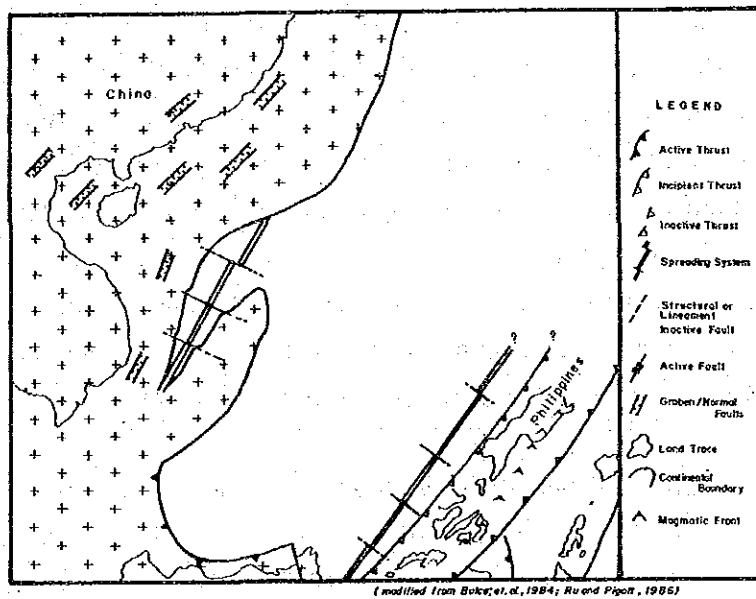 China
Philippines
?
?
LEGEND
Active Thrust
Incipient Thrust
Inactive Thrust
Spreading System
Structural or
Lineament
Inactive Fault
Active Fault
Graben/Normal
Faults
Land Trace
Continental
Boundary
Magmatic Front
(modified from et.al., 1984; Ru and Pigott, 1986)